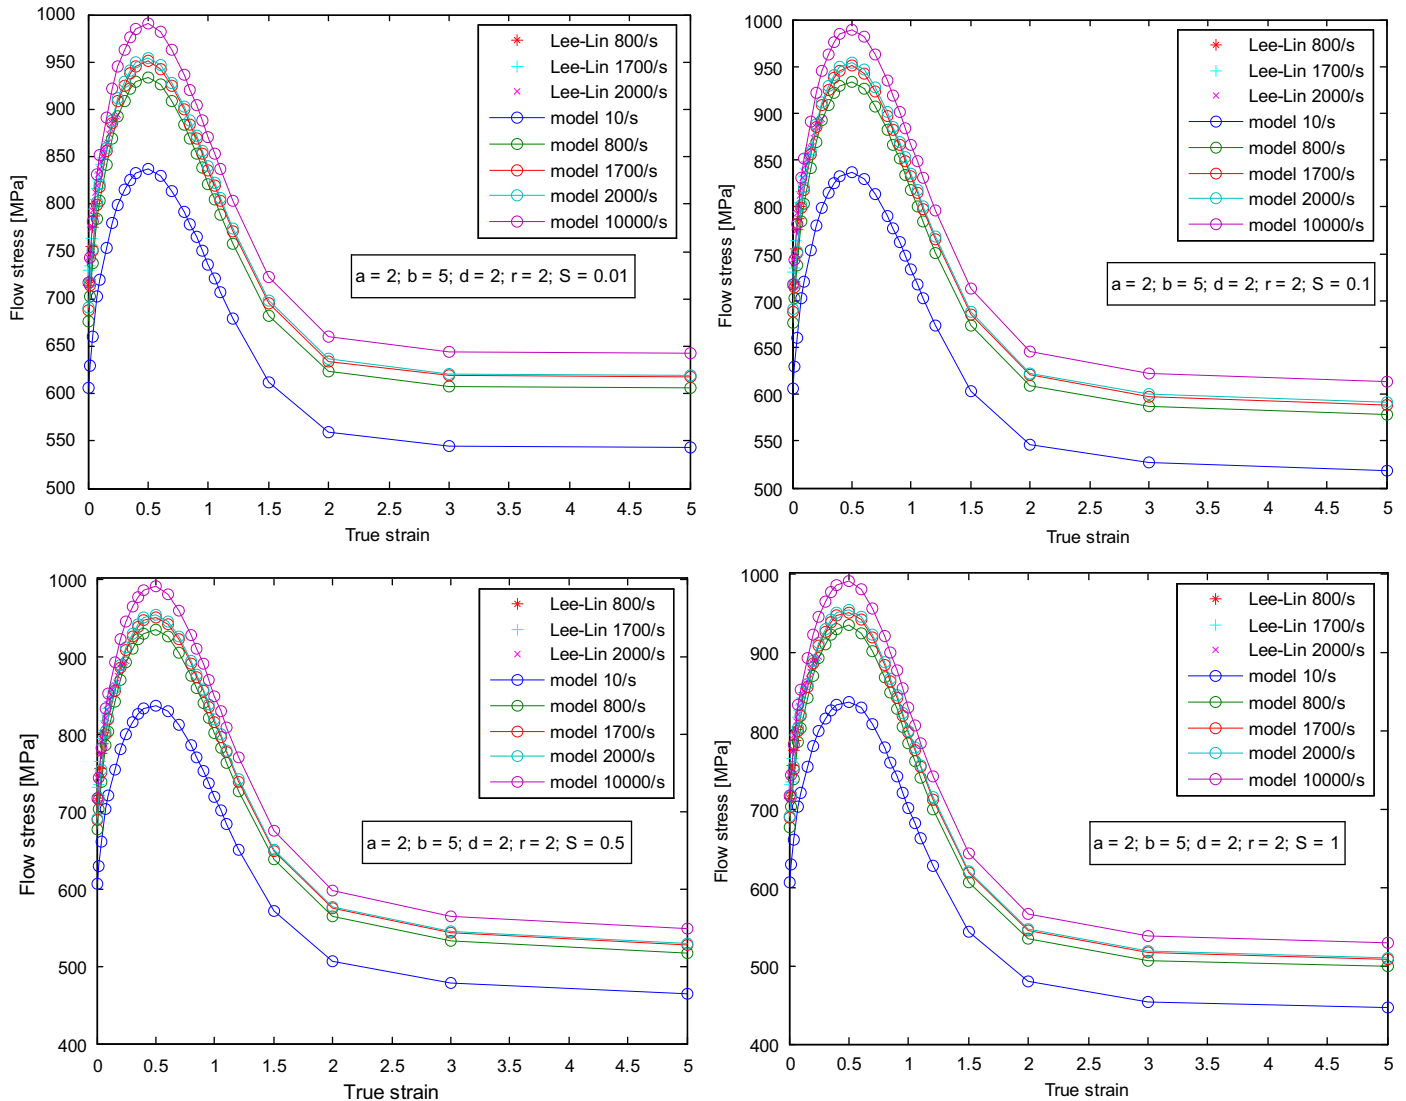 1000
950
900
850
800
750
700
650
600
550
500
Flow stress [MPa]
0 0.5 1 1.5 2 2.5 3 3.5 4 4.5 5
True strain
Lee-Lin 800/s
Lee-Lin 1700/s
Lee-Lin 2000/s
model 10/s
model 800/s
model 1700/s
model 2000/s
model 10000/s
a = 2; b = 5; d = 2; r = 2; S = 0.01
1000
950
900
850
800
750
700
650
600
550
500
Flow stress [MPa]
0 0.5 1 1.5 2 2.5 3 3.5 4 4.5 5
True strain
Lee-Lin 800/s
Lee-Lin 1700/s
Lee-Lin 2000/s
model 10/s
model 800/s
model 1700/s
model 2000/s
model 10000/s
a = 2; b = 5; d = 2; r = 2; S = 0.1
1000
900
800
700
600
500
400
Flow stress [MPa]
0 0.5 1 1.5 2 2.5 3 3.5 4 4.5 5
True strain
Lee-Lin 800/s
Lee-Lin 1700/s
Lee-Lin 2000/s
model 10/s
model 800/s
model 1700/s
model 2000/s
model 10000/s
a = 2; b = 5; d = 2; r = 2; S = 0.5
1000
900
800
700
600
500
400
Flow stress [MPa]
0 0.5 1 1.5 2 2.5 3 3.5 4 4.5 5
True strain
Lee-Lin 800/s
Lee-Lin 1700/s
Lee-Lin 2000/s
model 10/s
model 800/s
model 1700/s
model 2000/s
model 10000/s
a = 2; b = 5; d = 2; r = 2; S = 1